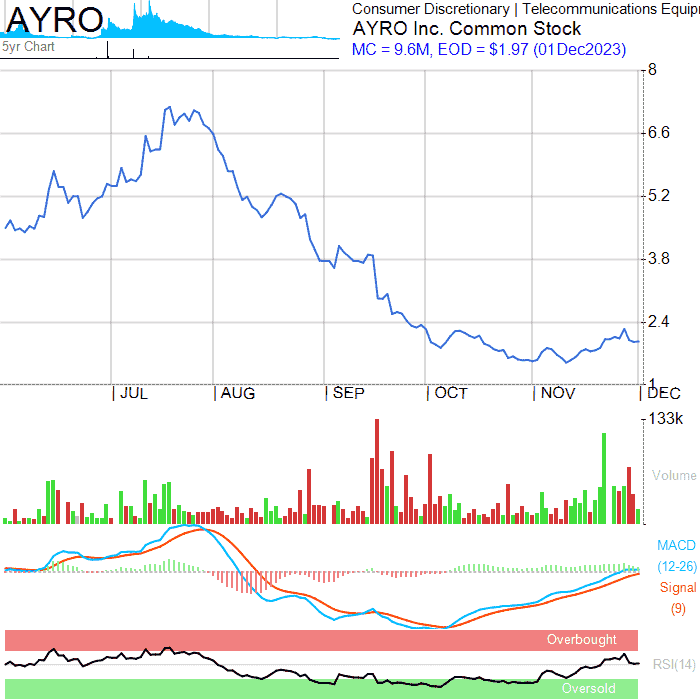 AYRO
5yr Chart
Consumer Discretionary | Telecommunications Equip
AYRO Inc. Common Stock
MC = 9.6M, EOD = $1.97 (01Dec2023)
8
6.6
5.2
3.8
2.4
1
JUL AUG SEP OCT NOV DEC
133k
Volume
MACD
(12-26)
Signal
(9)
Overbought
RSI(14)
Oversold